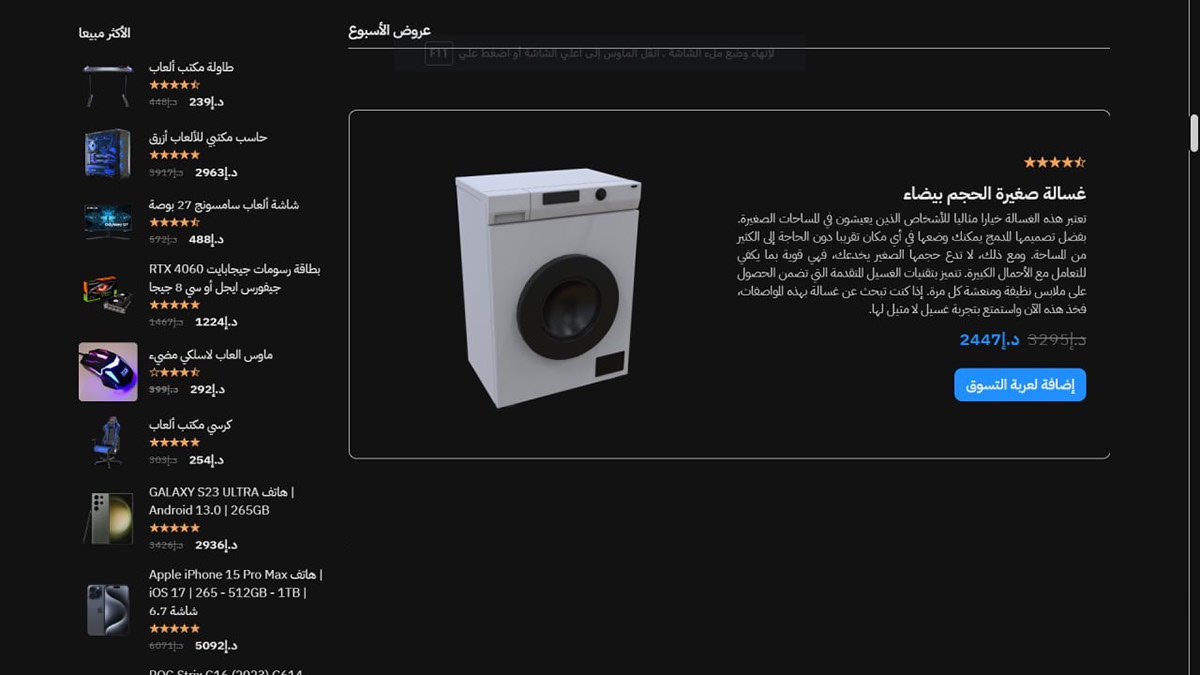 عروض الأسبوع
لإنهاء وضع ملء الشاشة ، انقل الماوس إلى أعلى الشاشة أو اضغط على F11
غسالة صغيرة الحجم بيضاء
تعتبر هذه الغسالة خيارا مثاليا للأشخاص الذين يعيشون في المساحات الصغيرة.
بفضل تصميمها المدمج يمكنك وضعها في أي مكان تقريبا دون الحاجة إلى الكثير
من المساحة. ومع ذلك، لا تدع حجمها الصغير يخدعك، فهي قوية بما يكفي
للتعامل مع الأحمال الكبيرة. تتميز بتقنيات الغسيل المتقدمة التي تضمن الحصول
على ملابس نظيفة ومنعشة كل مرة. إذا كنت تبحث عن غسالة بهذه المواصفات،
فخذ هذه الآن واستمتع بتجربة غسيل لا مثيل لها.
د.إ3295 د.إ2447
إضافة لعربة التسوق
الأكثر مبيعا
طاولة مكتب ألعاب
د.إ239 د.إ448
حاسب مكتبي للألعاب أزرق
د.إ2963 د.إ3917
شاشة ألعاب سامسونج 27 بوصة
د.إ488 د.إ572
بطاقة رسومات جيجابايت RTX 4060
جيفورس ايجل أو سي 8 جيجا
د.إ1224 د.إ1467
ماوس العاب لاسلكي مضيء
د.إ292 د.إ399
كرسي مكتب ألعاب
د.إ254 د.إ303
GALAXY S23 ULTRA هاتف |
Android 13.0 | 265GB
د.إ2936 د.إ3426
Apple iPhone 15 Pro Max هاتف |
iOS 17 | 265 - 512GB - 1TB |
شاشة 6.7
د.إ5092 د.إ6071
ROG Strix G16 (2023) G614